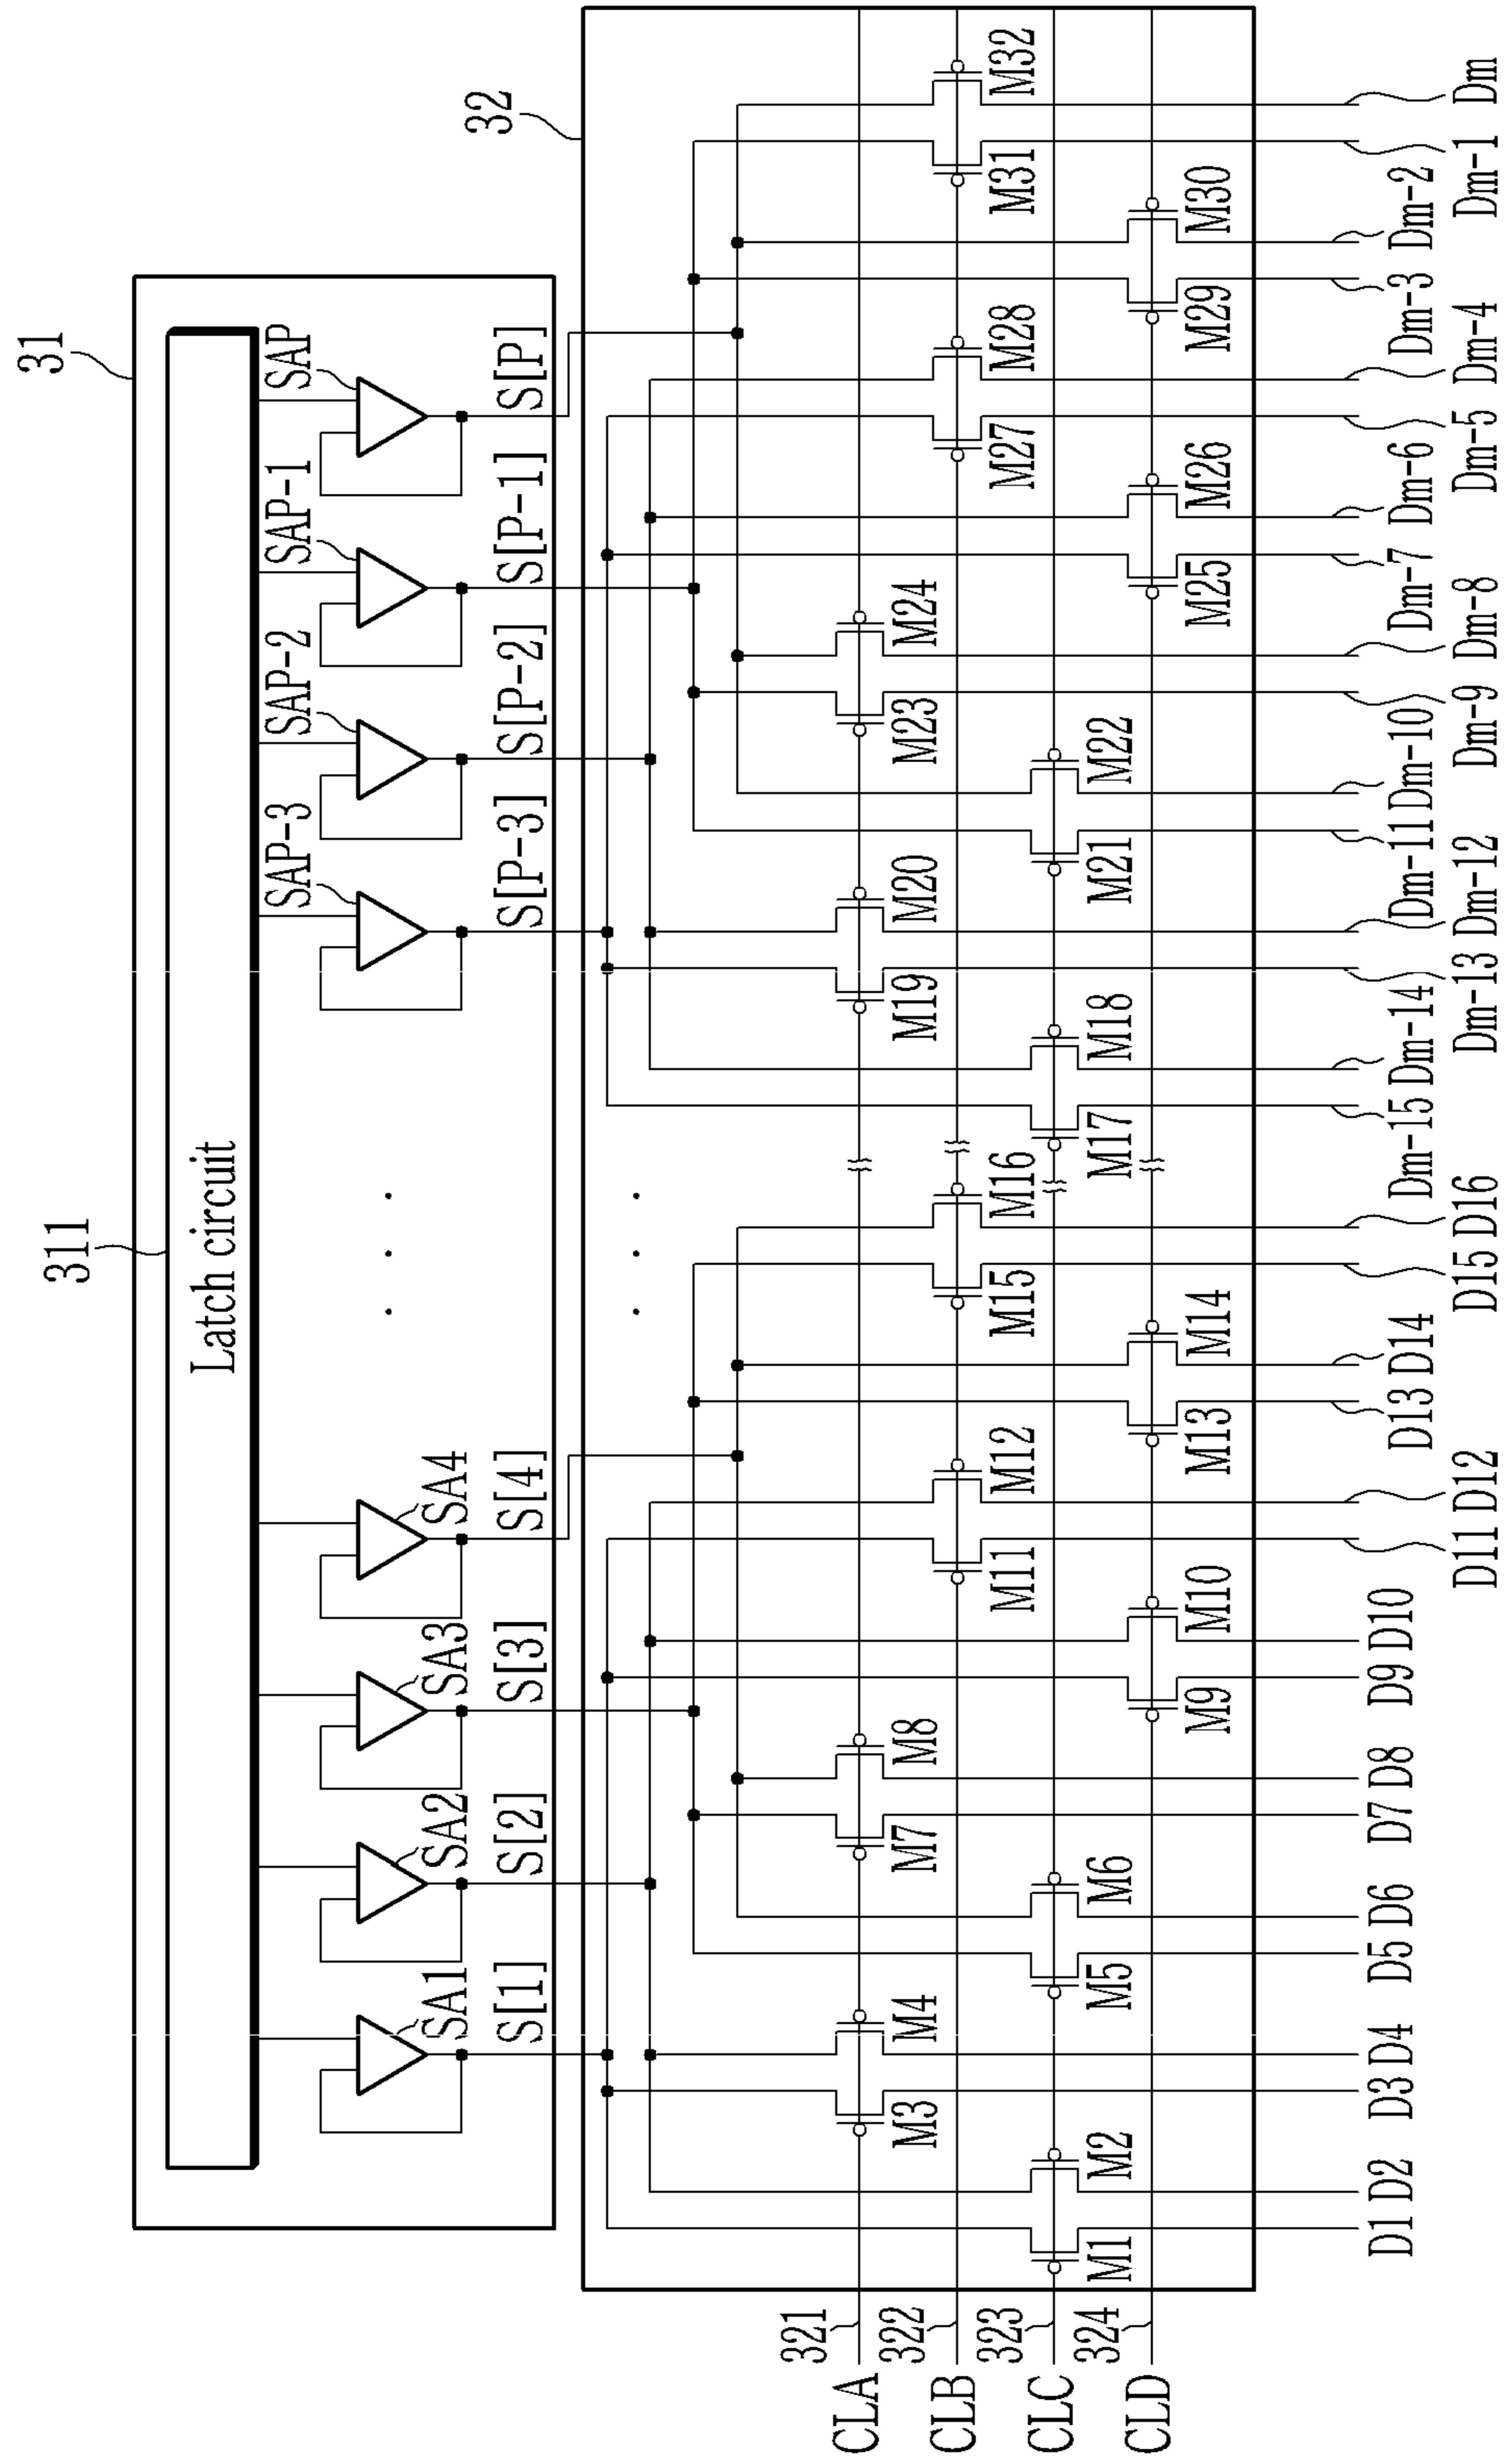 31
311
Latch circuit
SA1
SA2
SA3
SA4
SAP-3
SAP-2
SAP-1
SAP
S[1]
S[2]
S[3]
S[4]
S[P-3]
S[P-2]
S[P-1]
S[P]
32
CLA
321
M3
M4
M7
M8
M19
M20
M23
M24
CLB
322
M11
M12
M15
M16
M27
M28
M31
M32
CLC
323
M1
M2
M5
M6
M17
M18
M21
M22
CLD
324
M9
M10
M13
M14
M25
M26
M29
M30
D1
D2
D3
D4
D5
D6
D7
D8
D9
D10
D11
D12
D13
D14
D15
D16
Dm-15
Dm-14
Dm-13
Dm-12
Dm-11
Dm-10
Dm-9
Dm-8
Dm-7
Dm-6
Dm-5
Dm-4
Dm-3
Dm-2
Dm-1
Dm